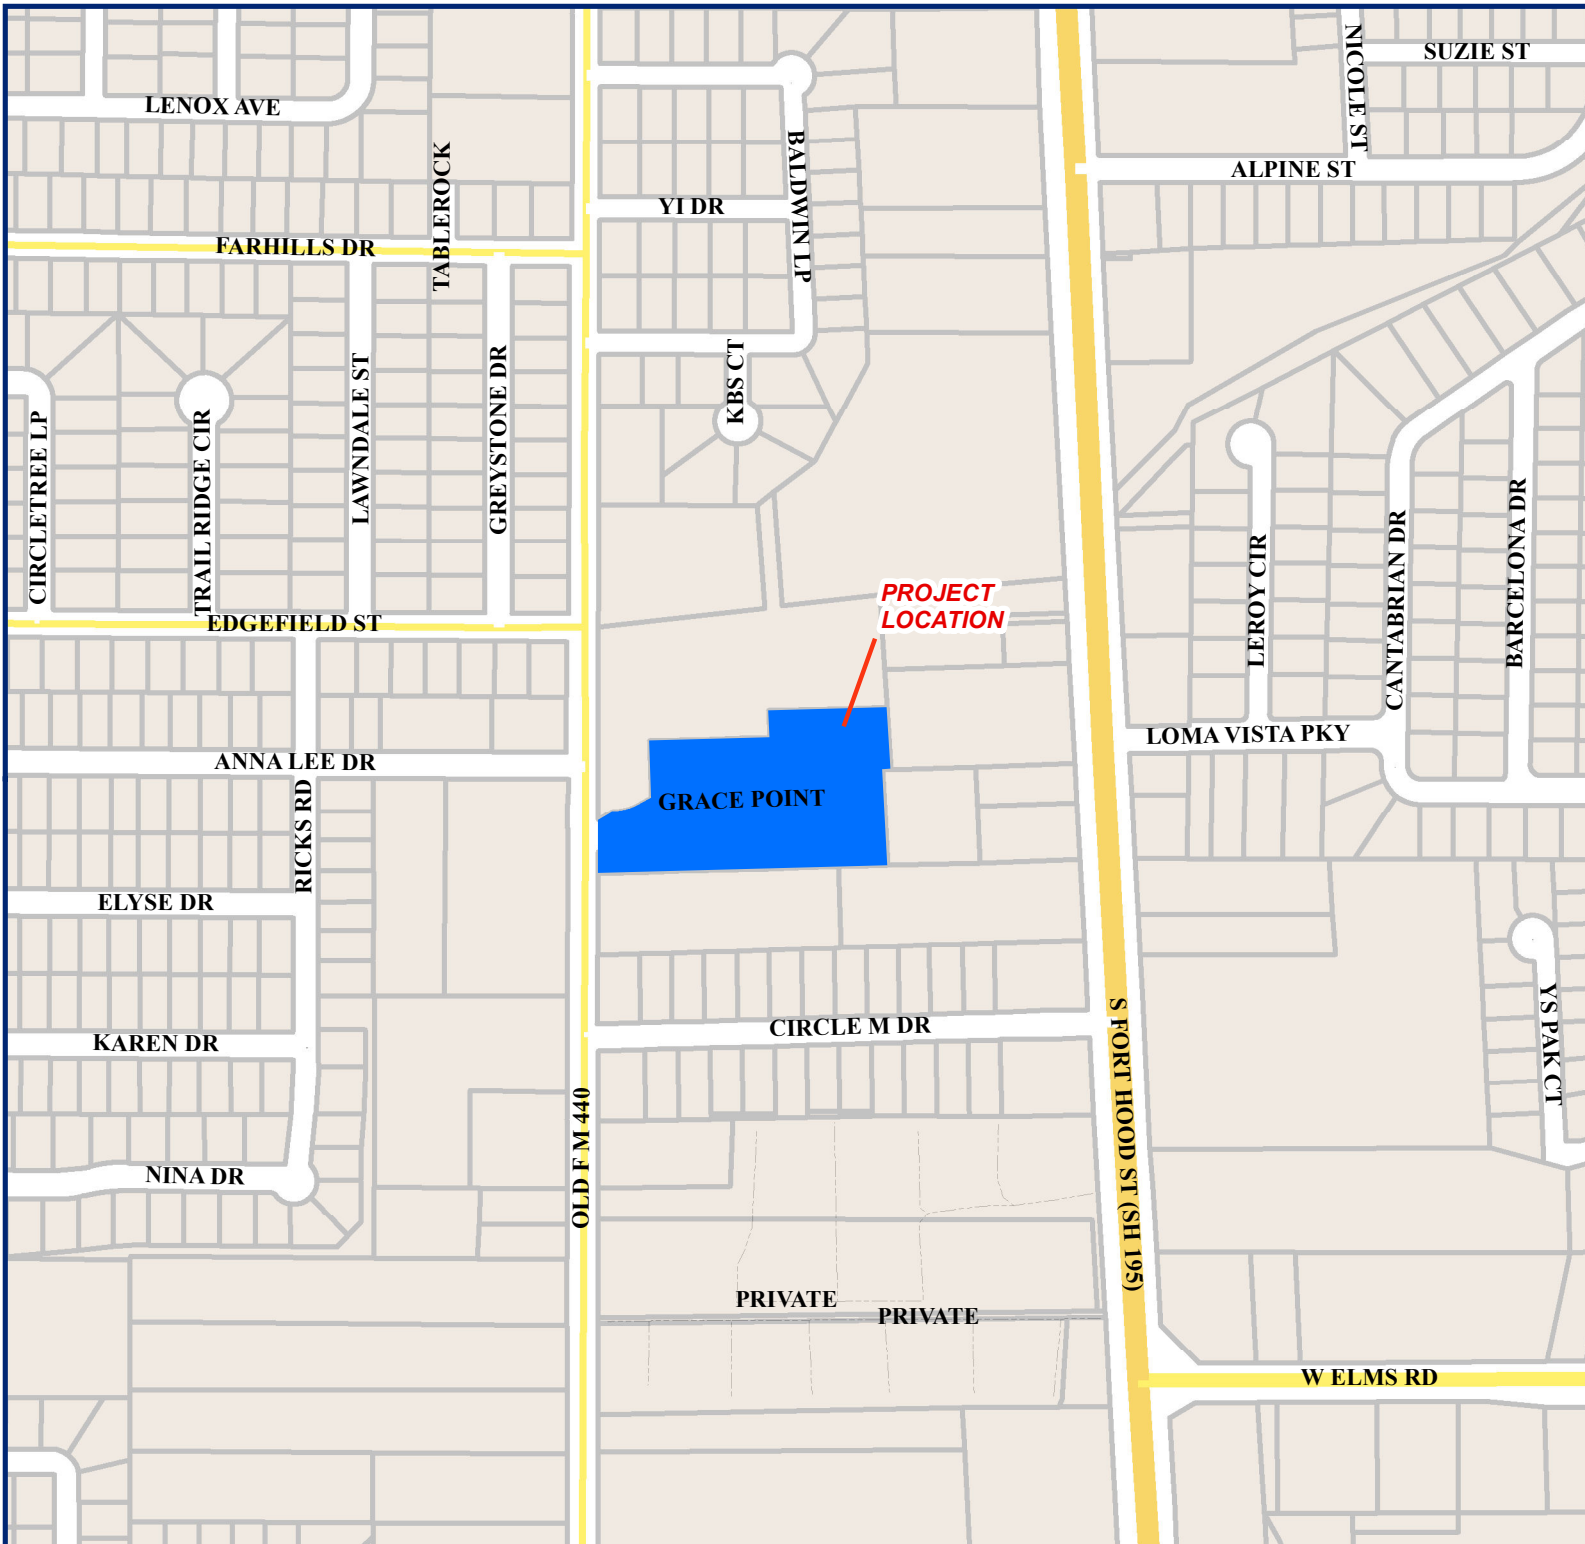 SUZIE ST
NICOLE ST
LENOX AVE
BALDWIN LP
TABLEROCK
ALPINE ST
YI DR
FARHILLS DR
KBS CT
GREYSTONE DR
LAWNDALE ST
TRAIL RIDGE CIR
CIRCLETREE LP
BARCELONA DR
CANTABRIAN DR
LEROY CIR
PROJECT
LOCATION
EDGEFIELD ST
LOMA VISTA PKY
ANNA LEE DR
RICKS RD
GRACE POINT
ELYSE DR
YS PAK CT
S FORT HOOD ST (SH 195)
CIRCLE M DR
KAREN DR
OLD F M 440
NINA DR
PRIVATE
PRIVATE
W ELMS RD